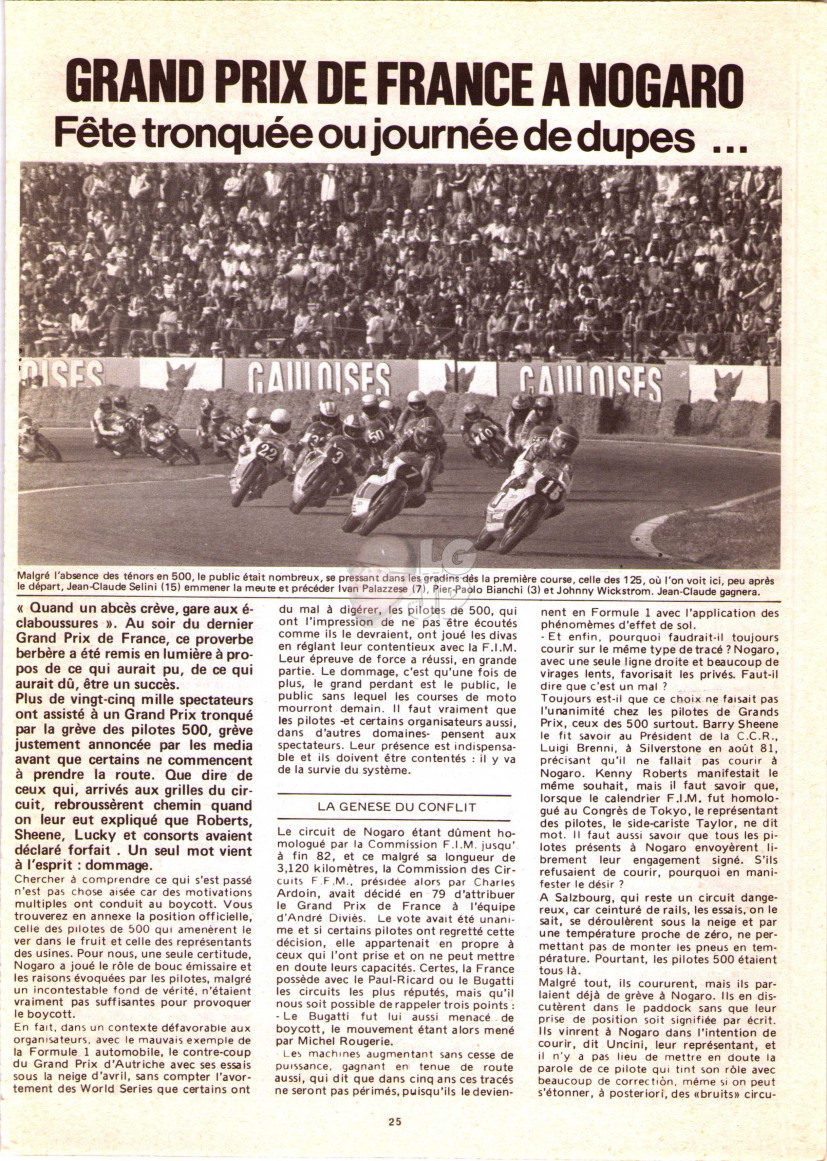 GRAND PRIX DE FRANCE A NOGARO
Fête tronquée ou journée de dupes ...
OISES
GAULOISES
GAULOISES
22
3
50
40
7
15
LG
Malgré l'absence des ténors en 500, le public était nombreux, se pressant dans les gradins dès la première course, celle des 125, où l'on voit ici, peu après
le départ, Jean-Claude Selini (15) emmener la meute et précéder Ivan Palazzese (7), Pier-Paolo Bianchi (3) et Johnny Wickstrom. Jean-Claude gagnera.
« Quand un abcès crève, gare aux é-
claboussures ». Au soir du dernier
Grand Prix de France, ce proverbe
berbère a été remis en lumière à pro-
pos de ce qui aurait pu, de ce qui
aurait dû, être un succès.
Plus de vingt-cinq mille spectateurs
ont assisté à un Grand Prix tronqué
par la grève des pilotes 500, grève
justement annoncée par les media
avant que certains ne commencent
à prendre la route. Que dire de
ceux qui, arrivés aux grilles du cir-
cuit, rebroussèrent chemin quand
on leur eut expliqué que Roberts,
Sheene, Lucky et consorts avaient
déclaré forfait . Un seul mot vient
à l'esprit : dommage.
Chercher à comprendre ce qui s'est passé
n'est pas chose aisée car des motivations
multiples ont conduit au boycott. Vous
trouverez en annexe la position officielle,
celle des pilotes de 500 qui amenèrent le
ver dans le fruit et celle des représentants
des usines. Pour nous, une seule certitude,
Nogaro a joué le rôle de bouc émissaire et
les raisons évoquées par les pilotes, malgré
un incontestable fond de vérité, n'étaient
vraiment pas suffisantes pour provoquer
le boycott.
En fait, dans un contexte défavorable aux
organisateurs, avec le mauvais exemple de
la Formule 1 automobile, le contre-coup
du Grand Prix d'Autriche avec ses essais
sous la neige d'avril, sans compter l'avor-
tement des World Series que certains ont
du mal à digérer, les pilotes de 500, qui
ont l'impression de ne pas être écoutés
comme ils le devraient, ont joué les divas
en réglant leur contentieux avec la F.I.M.
Leur épreuve de force a réussi, en grande
partie. Le dommage, c'est qu'une fois de
plus, le grand perdant est le public, le
public sans lequel les courses de moto
mourront demain. Il faut vraiment que
les pilotes -et certains organisateurs aussi,
dans d'autres domaines- pensent aux
spectateurs. Leur présence est indispensa-
ble et ils doivent être contentés : il y va
de la survie du système.
LA GENESE DU CONFLIT
Le circuit de Nogaro étant dûment ho-
mologué par la Commission F.I.M. jusqu'
à fin 82, et ce malgré sa longueur de
3,120 kilomètres, la Commission des Cir-
cuits F.F.M., présidée alors par Charles
Ardoin, avait décidé en 79 d'attribuer
le Grand Prix de France à l'équipe
d'André Diviès. Le vote avait été unani-
me et si certains pilotes ont regretté cette
décision, elle appartenait en propre à
ceux qui l'ont prise et on ne peut mettre
en doute leurs capacités. Certes, la France
possède avec le Paul-Ricard ou le Bugatti
les circuits les plus réputés, mais qu'il
nous soit possible de rappeler trois points :
- Le Bugatti fut lui aussi menacé de
boycott, le mouvement étant alors mené
par Michel Rougerie.
- Les machines augmentant sans cesse de
puissance, gagnant en tenue de route
aussi, qui dit que dans cinq ans ces tracés
ne seront pas périmés, puisqu'ils le devien-
nent en Formule 1 avec l'application des
phénomènes d'effet de sol.
- Et enfin, pourquoi faudrait-il toujours
courir sur le même type de tracé ? Nogaro,
avec une seule ligne droite et beaucoup de
virages lents, favorisait les privés. Faut-il
dire que c'est un mal ?
Toujours est-il que ce choix ne faisait pas
l'unanimité chez les pilotes de Grands
Prix, ceux des 500 surtout. Barry Sheene
le fit savoir au Président de la C.C.R.,
Luigi Brenni, à Silverstone en août 81,
précisant qu'il ne fallait pas courir à
Nogaro. Kenny Roberts manifestait le
même souhait, mais il faut savoir que,
lorsque le calendrier F.I.M. fut homolo-
gué au Congrès de Tokyo, le représentant
des pilotes, le side-cariste Taylor, ne dit
mot. Il faut aussi savoir que tous les pi-
lotes présents à Nogaro envoyèrent li-
brement leur engagement signé. S'ils
refusaient de courir, pourquoi en mani-
fester le désir ?
A Salzbourg, qui reste un circuit dange-
reux, car ceinturé de rails, les essais, on le
sait, se déroulèrent sous la neige et par
une température proche de zéro, ne per-
mettant pas de monter les pneus en tem-
pérature. Pourtant, les pilotes 500 étaient
tous là.
Malgré tout, ils coururent, mais ils par-
laient déjà de grève à Nogaro. Ils en dis-
cutèrent dans le paddock sans que leur
prise de position soit signifiée par écrit.
Ils vinrent à Nogaro dans l'intention de
courir, dit Uncini, leur représentant, et
il n'y a pas lieu de mettre en doute la
parole de ce pilote qui tint son rôle avec
beaucoup de correction, même si on peut
s'étonner, à posteriori, des «bruits» circu-
25